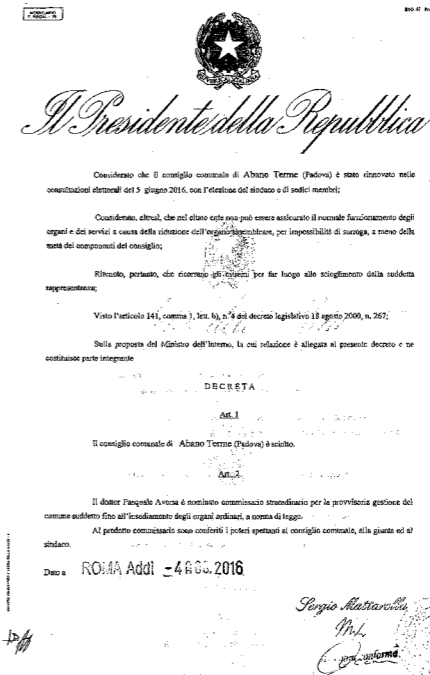 Il Presidente della Repubblica
Considerato che il consiglio comunale di Abano Terme (Padova) è stato rinnovato nelle
consultazioni elettorali del 5 giugno 2016, con l'elezione del sindaco e di sedici membri;
Considerato, altresì, che nel citato ente non può essere assicurato il normale funzionamento degli
organi e dei servizi a causa della riduzione dell'organo assembleare, per impossibilità di surroga, a meno della
metà dei componenti del consiglio;
Ritenuto, pertanto, che ricorrano gli estremi per far luogo allo scioglimento della suddetta
rappresentanza;
Visto l'articolo 141, comma 1, lett. b), n. 4 del decreto legislativo 18 agosto 2000, n. 267;
Sulla proposta del Ministro dell'Interno, la cui relazione è allegata al presente decreto e ne
costituisce parte integrante
DECRETA
Art. 1
Il consiglio comunale di Abano Terme (Padova) è sciolto.
Art. 2
Il dottor Pasquale Aversa è nominato commissario straordinario per la provvisoria gestione del
comune suddetto fino all'insediamento degli organi ordinari, a norma di legge.
Al predetto commissario sono conferiti i poteri spettanti al consiglio comunale, alla giunta ed al
sindaco.
Dato a ROMA Addì -4 AGO. 2016
Sergio Mattarella
conforme